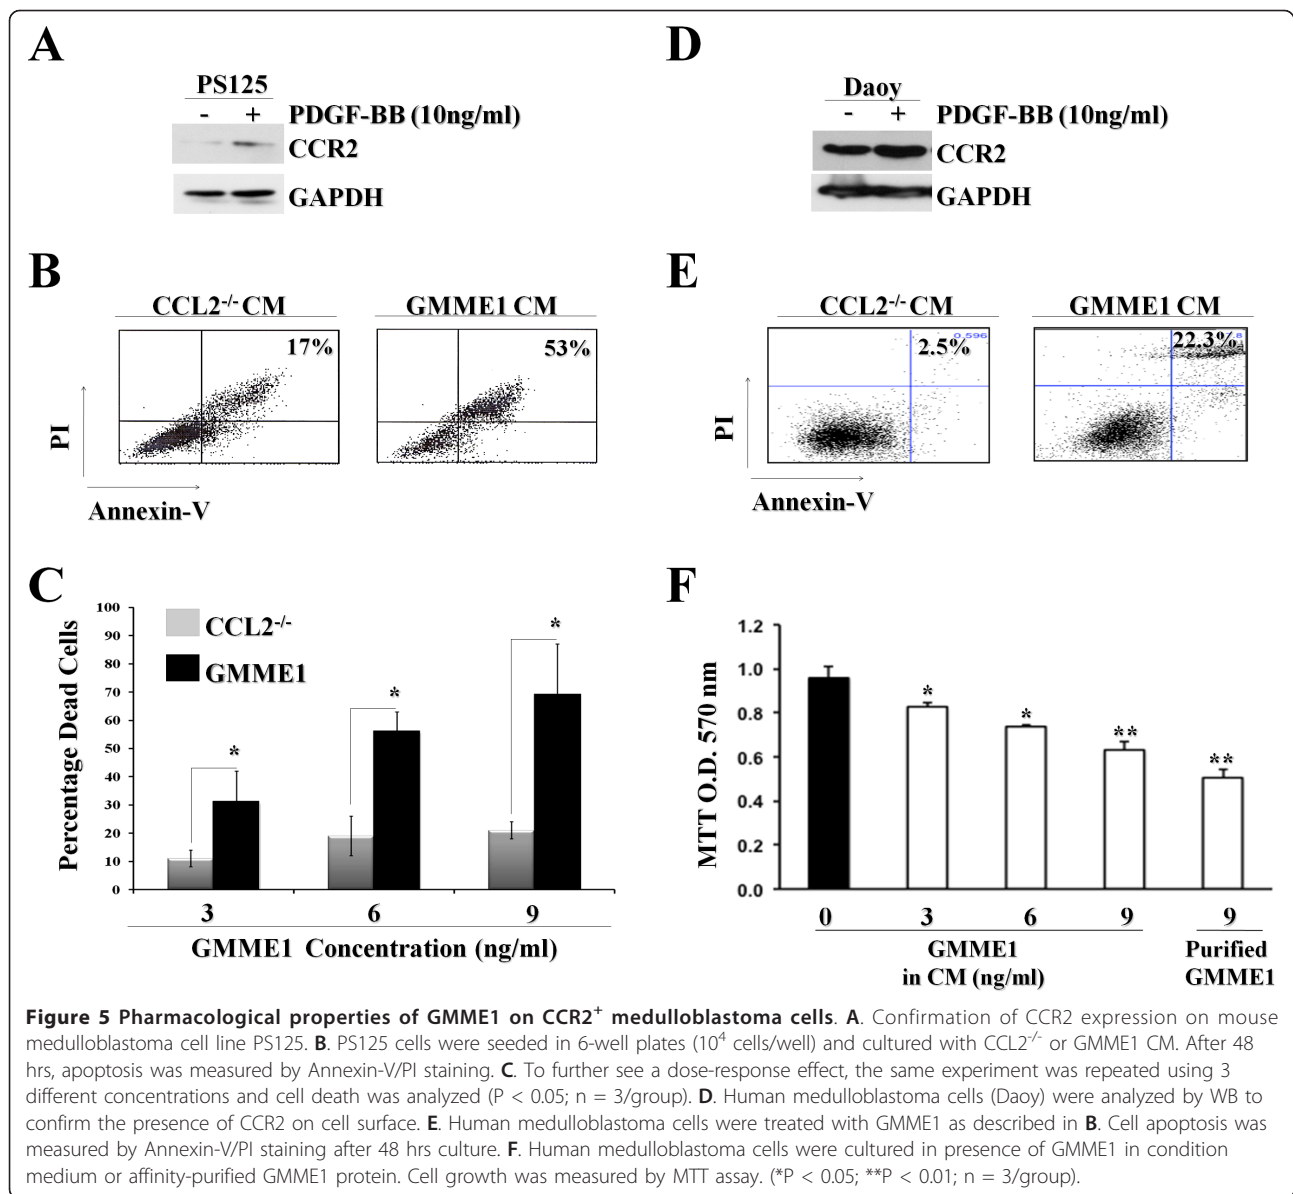 A
PS125
- +
PDGF-BB (10ng/ml)
CCR2
GAPDH
D
Daoy
- +
PDGF-BB (10ng/ml)
CCR2
GAPDH
B
CCL2-/- CM
GMME1 CM
17%
53%
PI
Annexin-V
E
CCL2-/- CM
GMME1 CM
2.5%
22.3%
PI
Annexin-V
C
Percentage Dead Cells
100
90
80
70
60
50
40
30
20
10
0
CCL2-/-
GMME1
*
*
*
3 6 9
GMME1 Concentration (ng/ml)
F
MTT O.D. 570 nm
1.2
1.0
0.8
0.6
0.4
0.2
0.0
*
*
**
**
0 3 6 9 9
GMME1
in CM (ng/ml)
Purified
GMME1
Figure 5 Pharmacological properties of GMME1 on CCR2+ medulloblastoma cells. A. Confirmation of CCR2 expression on mouse
medulloblastoma cell line PS125. B. PS125 cells were seeded in 6-well plates (10^4 cells/well) and cultured with CCL2-/- or GMME1 CM. After 48
hrs, apoptosis was measured by Annexin-V/PI staining. C. To further see a dose-response effect, the same experiment was repeated using 3
different concentrations and cell death was analyzed (P < 0.05; n = 3/group). D. Human medulloblastoma cells (Daoy) were analyzed by WB to
confirm the presence of CCR2 on cell surface. E. Human medulloblastoma cells were treated with GMME1 as described in B. Cell apoptosis was
measured by Annexin-V/PI staining after 48 hrs culture. F. Human medulloblastoma cells were cultured in presence of GMME1 in condition
medium or affinity-purified GMME1 protein. Cell growth was measured by MTT assay. (*P < 0.05; **P < 0.01; n = 3/group).